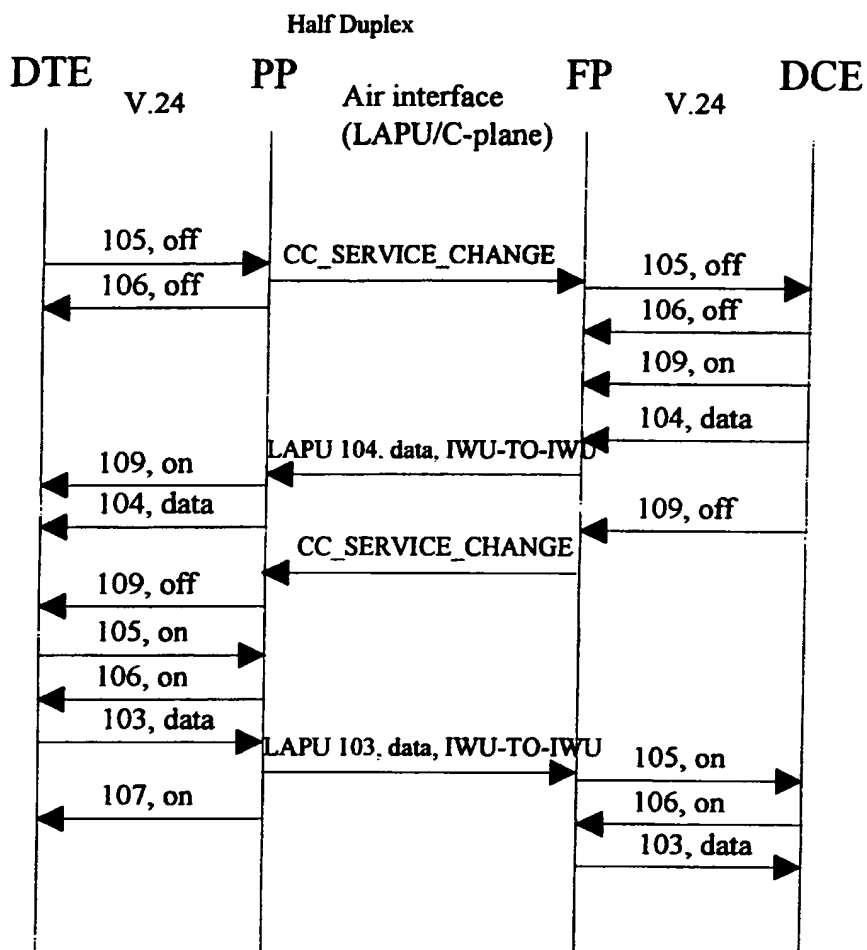 Half Duplex
DTE PP FP DCE
V.24 Air interface V.24
(LAPU/C-plane)
105, off
CC_SERVICE_CHANGE
105, off
106, off
106, off
109, on
104, data
LAPU 104. data, IWU-TO-IWU
109, on
104, data
109, off
CC_SERVICE_CHANGE
109, off
105, on
106, on
103, data
LAPU 103. data, IWU-TO-IWU
105, on
107, on
106, on
103, data